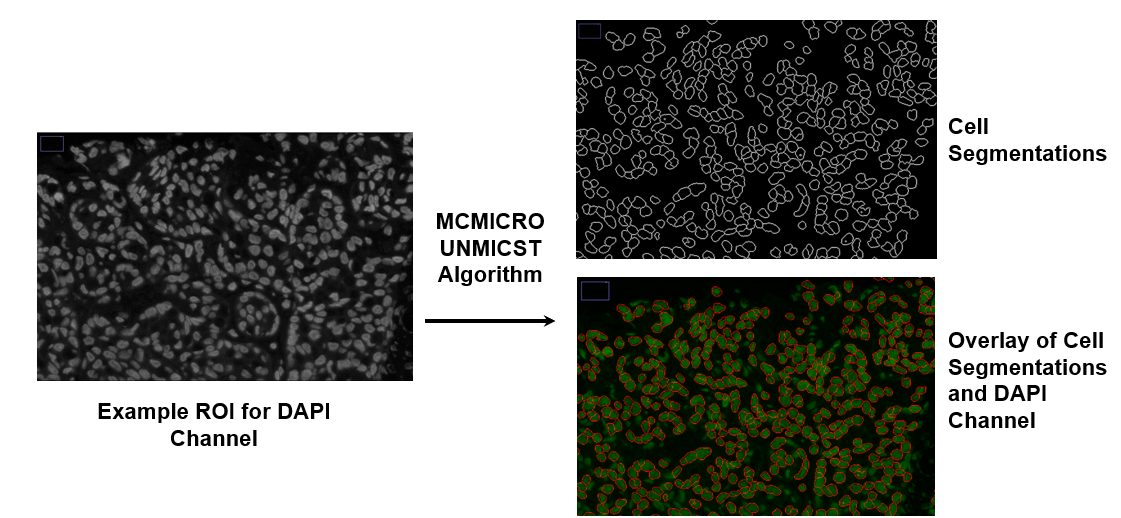 Example ROI for DAPI
Channel
MCMICRO
UNMICST
Algorithm
Cell
Segmentations
Overlay of Cell
Segmentations
and DAPI
Channel